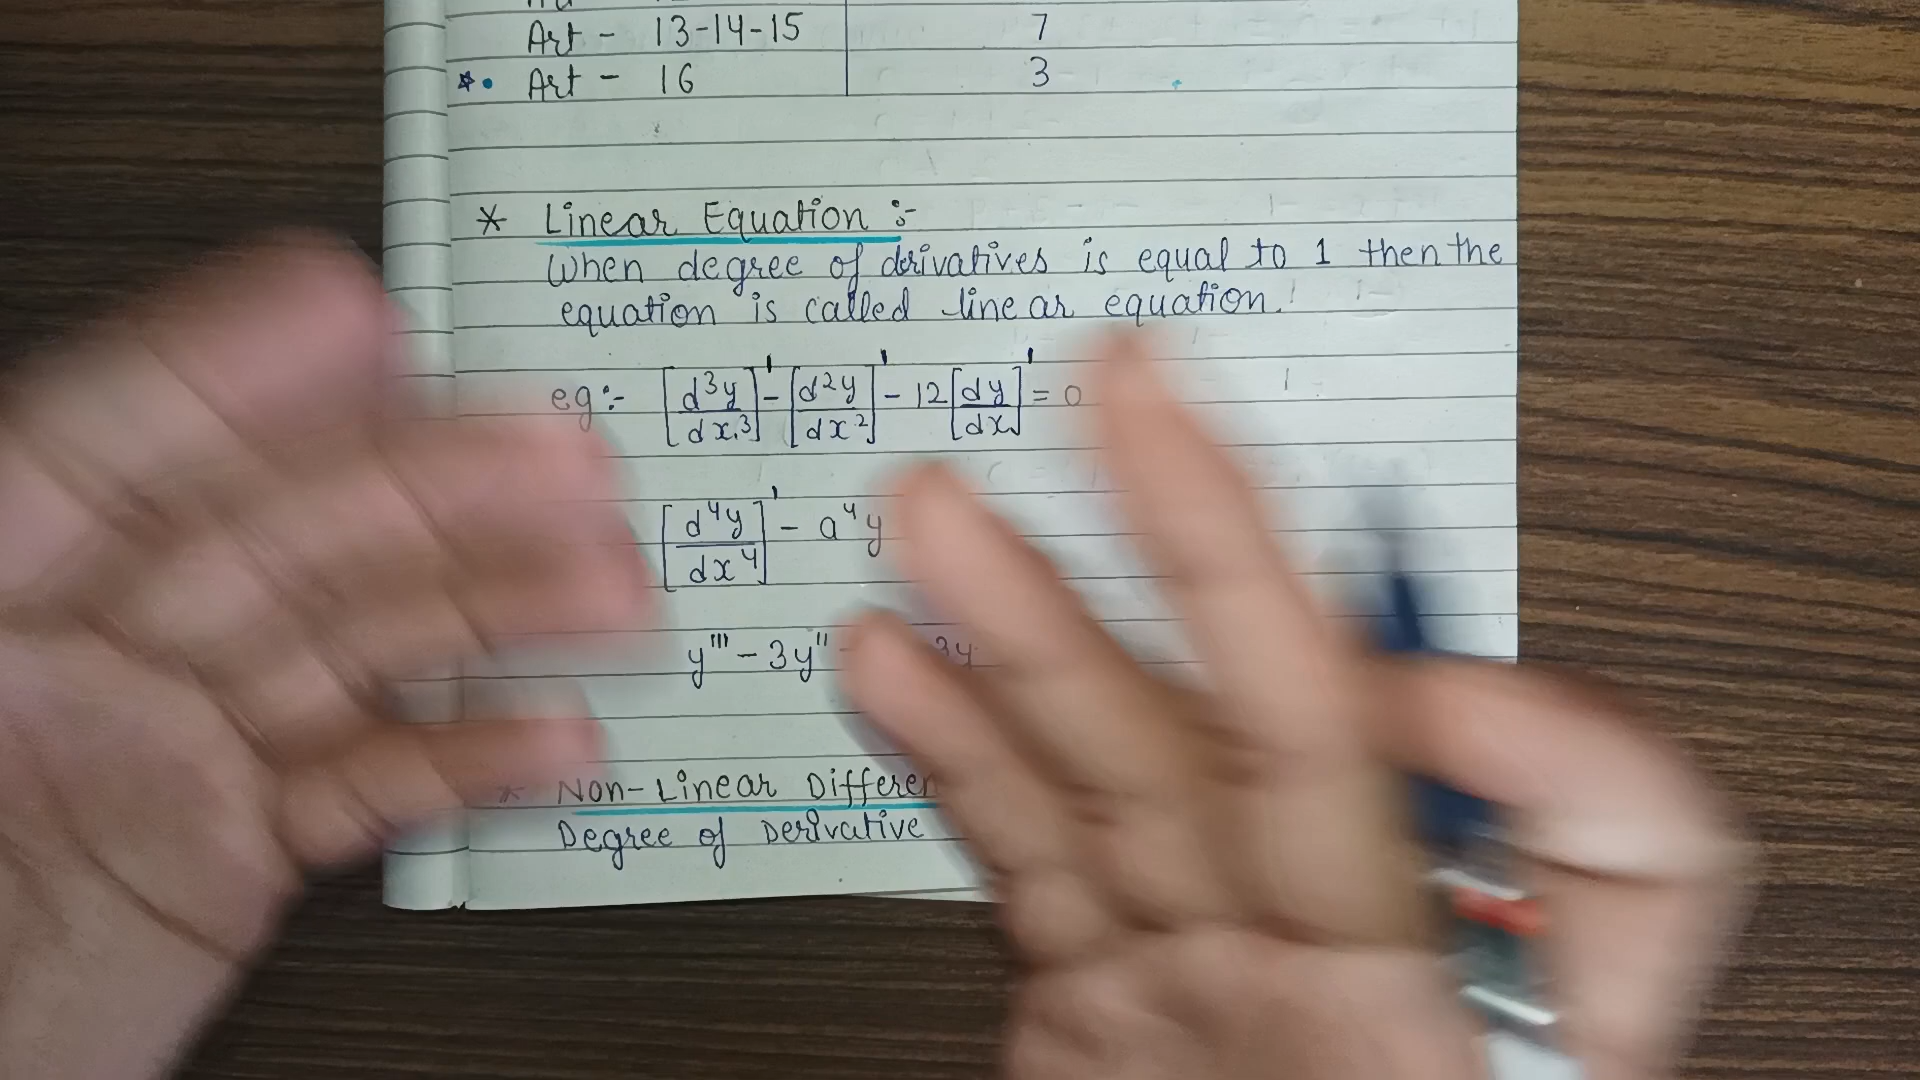 Art - 13-14-15 7
☆• Art - 16 3
* Linear Equation :-
When degree of derivatives is equal to 1 then the
equation is called linear equation.
eg:- [d³y/dx³]¹ - [d²y/dx²]¹ - 12[dy/dx]¹ = 0
[d⁴y/dx⁴]¹ - a⁴y
y''' - 3y'' 3y
* Non-Linear
Degree of Derivative